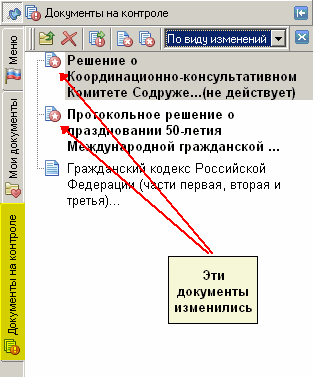 Документы на контроле
По виду изменений
Меню
Мои документы
Документы на контроле
Решение о
Координационно-консультативном
Комитете Содруже...(не действует)
Протокольное решение о
праздновании 50-летия
Международной гражданской ...
Гражданский кодекс Российской
Федерации (части первая, вторая и
третья)...
Эти
документы
изменились